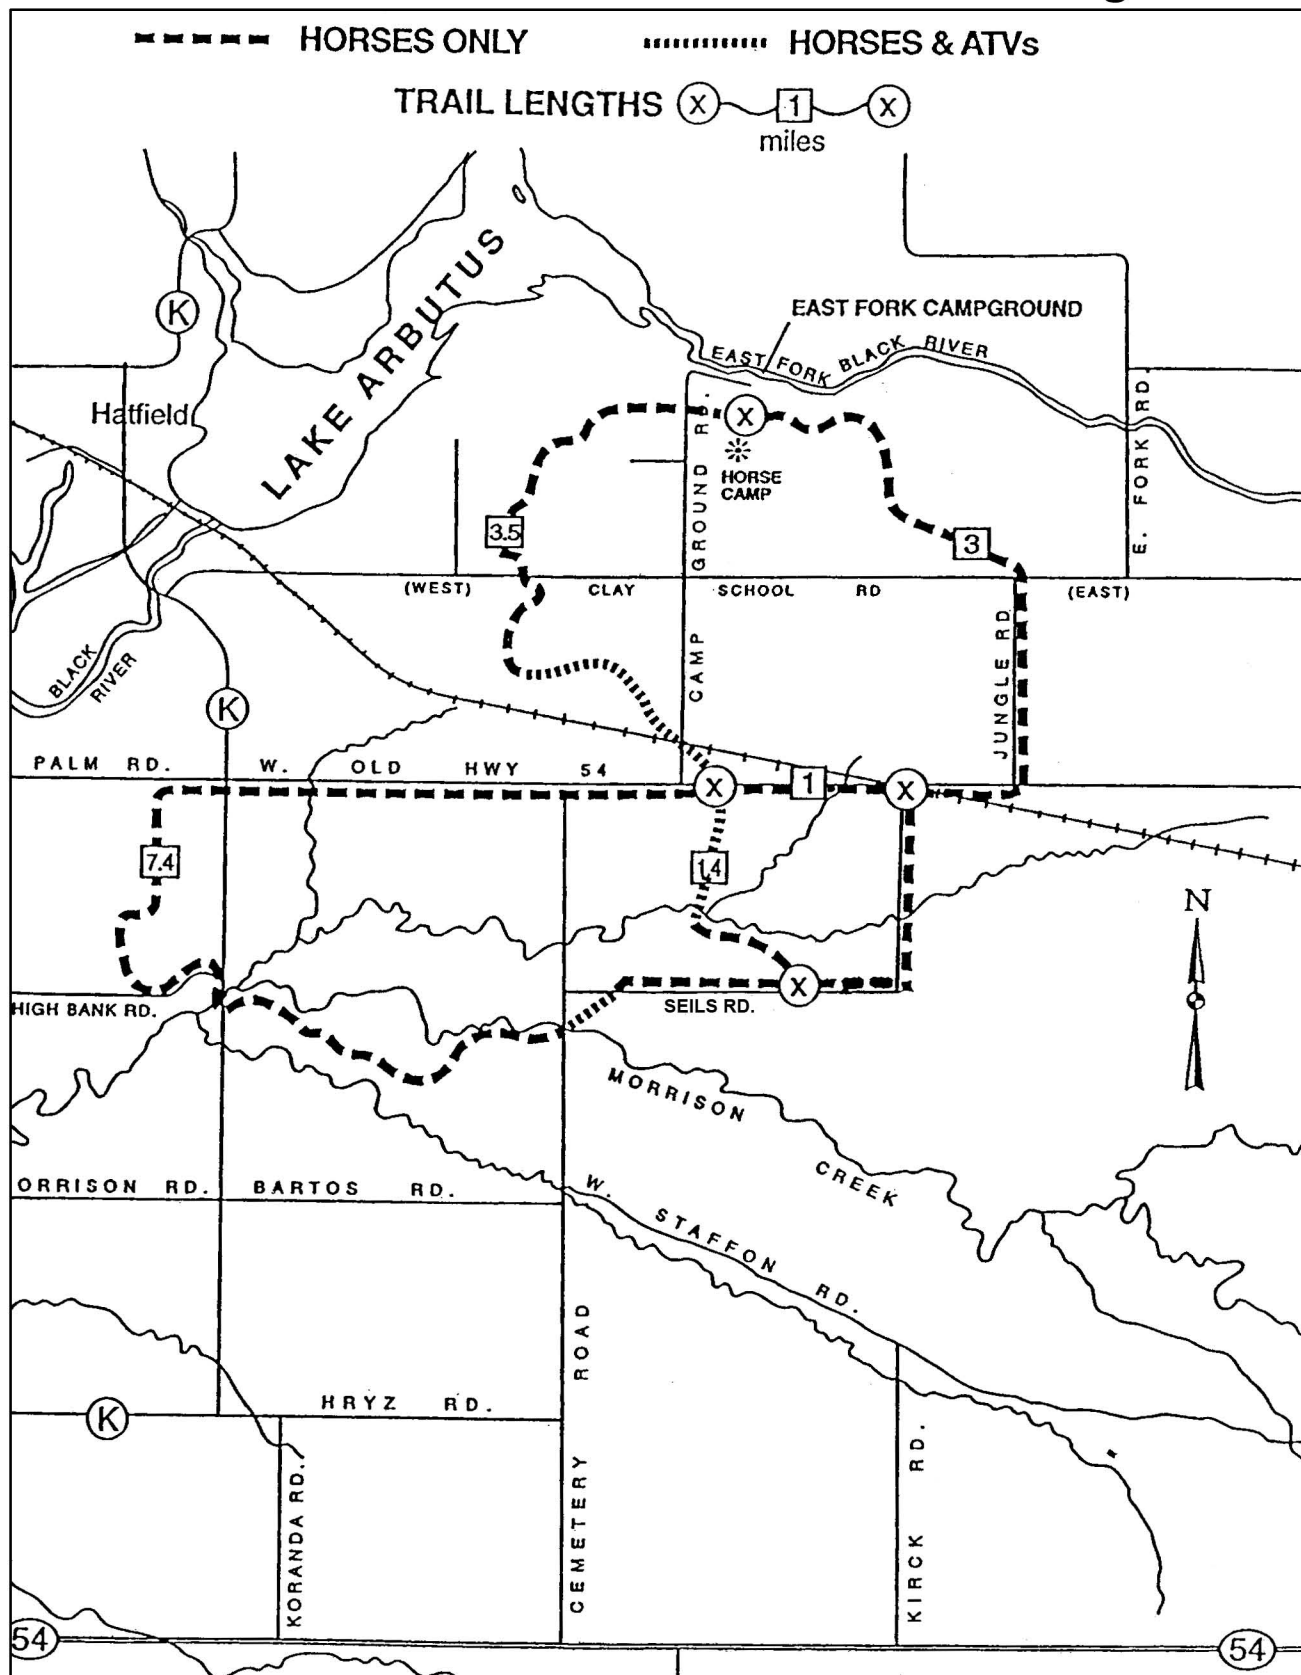 HORSES ONLY
HORSES & ATVs
TRAIL LENGTHS X 1 X
miles
K
LAKE ARBUTUS
EAST FORK CAMPGROUND
EAST FORK BLACK RIVER
Hatfield
X
HORSE
CAMP
CAMP GROUND RD.
E. FORK RD.
3.5
3
(WEST) CLAY SCHOOL RD (EAST)
BLACK
RIVER
K
JUNGLE RD
PALM RD. W. OLD HWY 54
X
1
X
7.4
1.4
N
X
HIGH BANK RD.
SEILS RD.
MORRISON CREEK
ORRISON RD. BARTOS RD.
W. STAFFON RD.
CEMETERY ROAD
HRYZ RD.
K
KORANDA RD.
KIRCK RD.
54
54